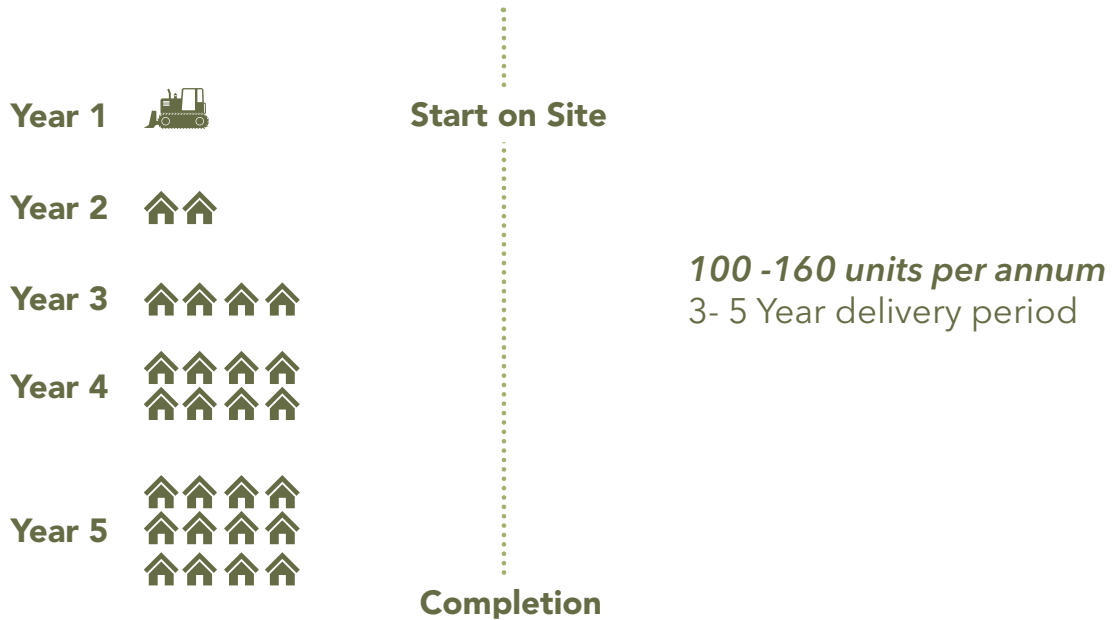 Year 1
Start on Site
Year 2
100 -160 units per annum
Year 3
3- 5 Year delivery period
Year 4
Year 5
Completion